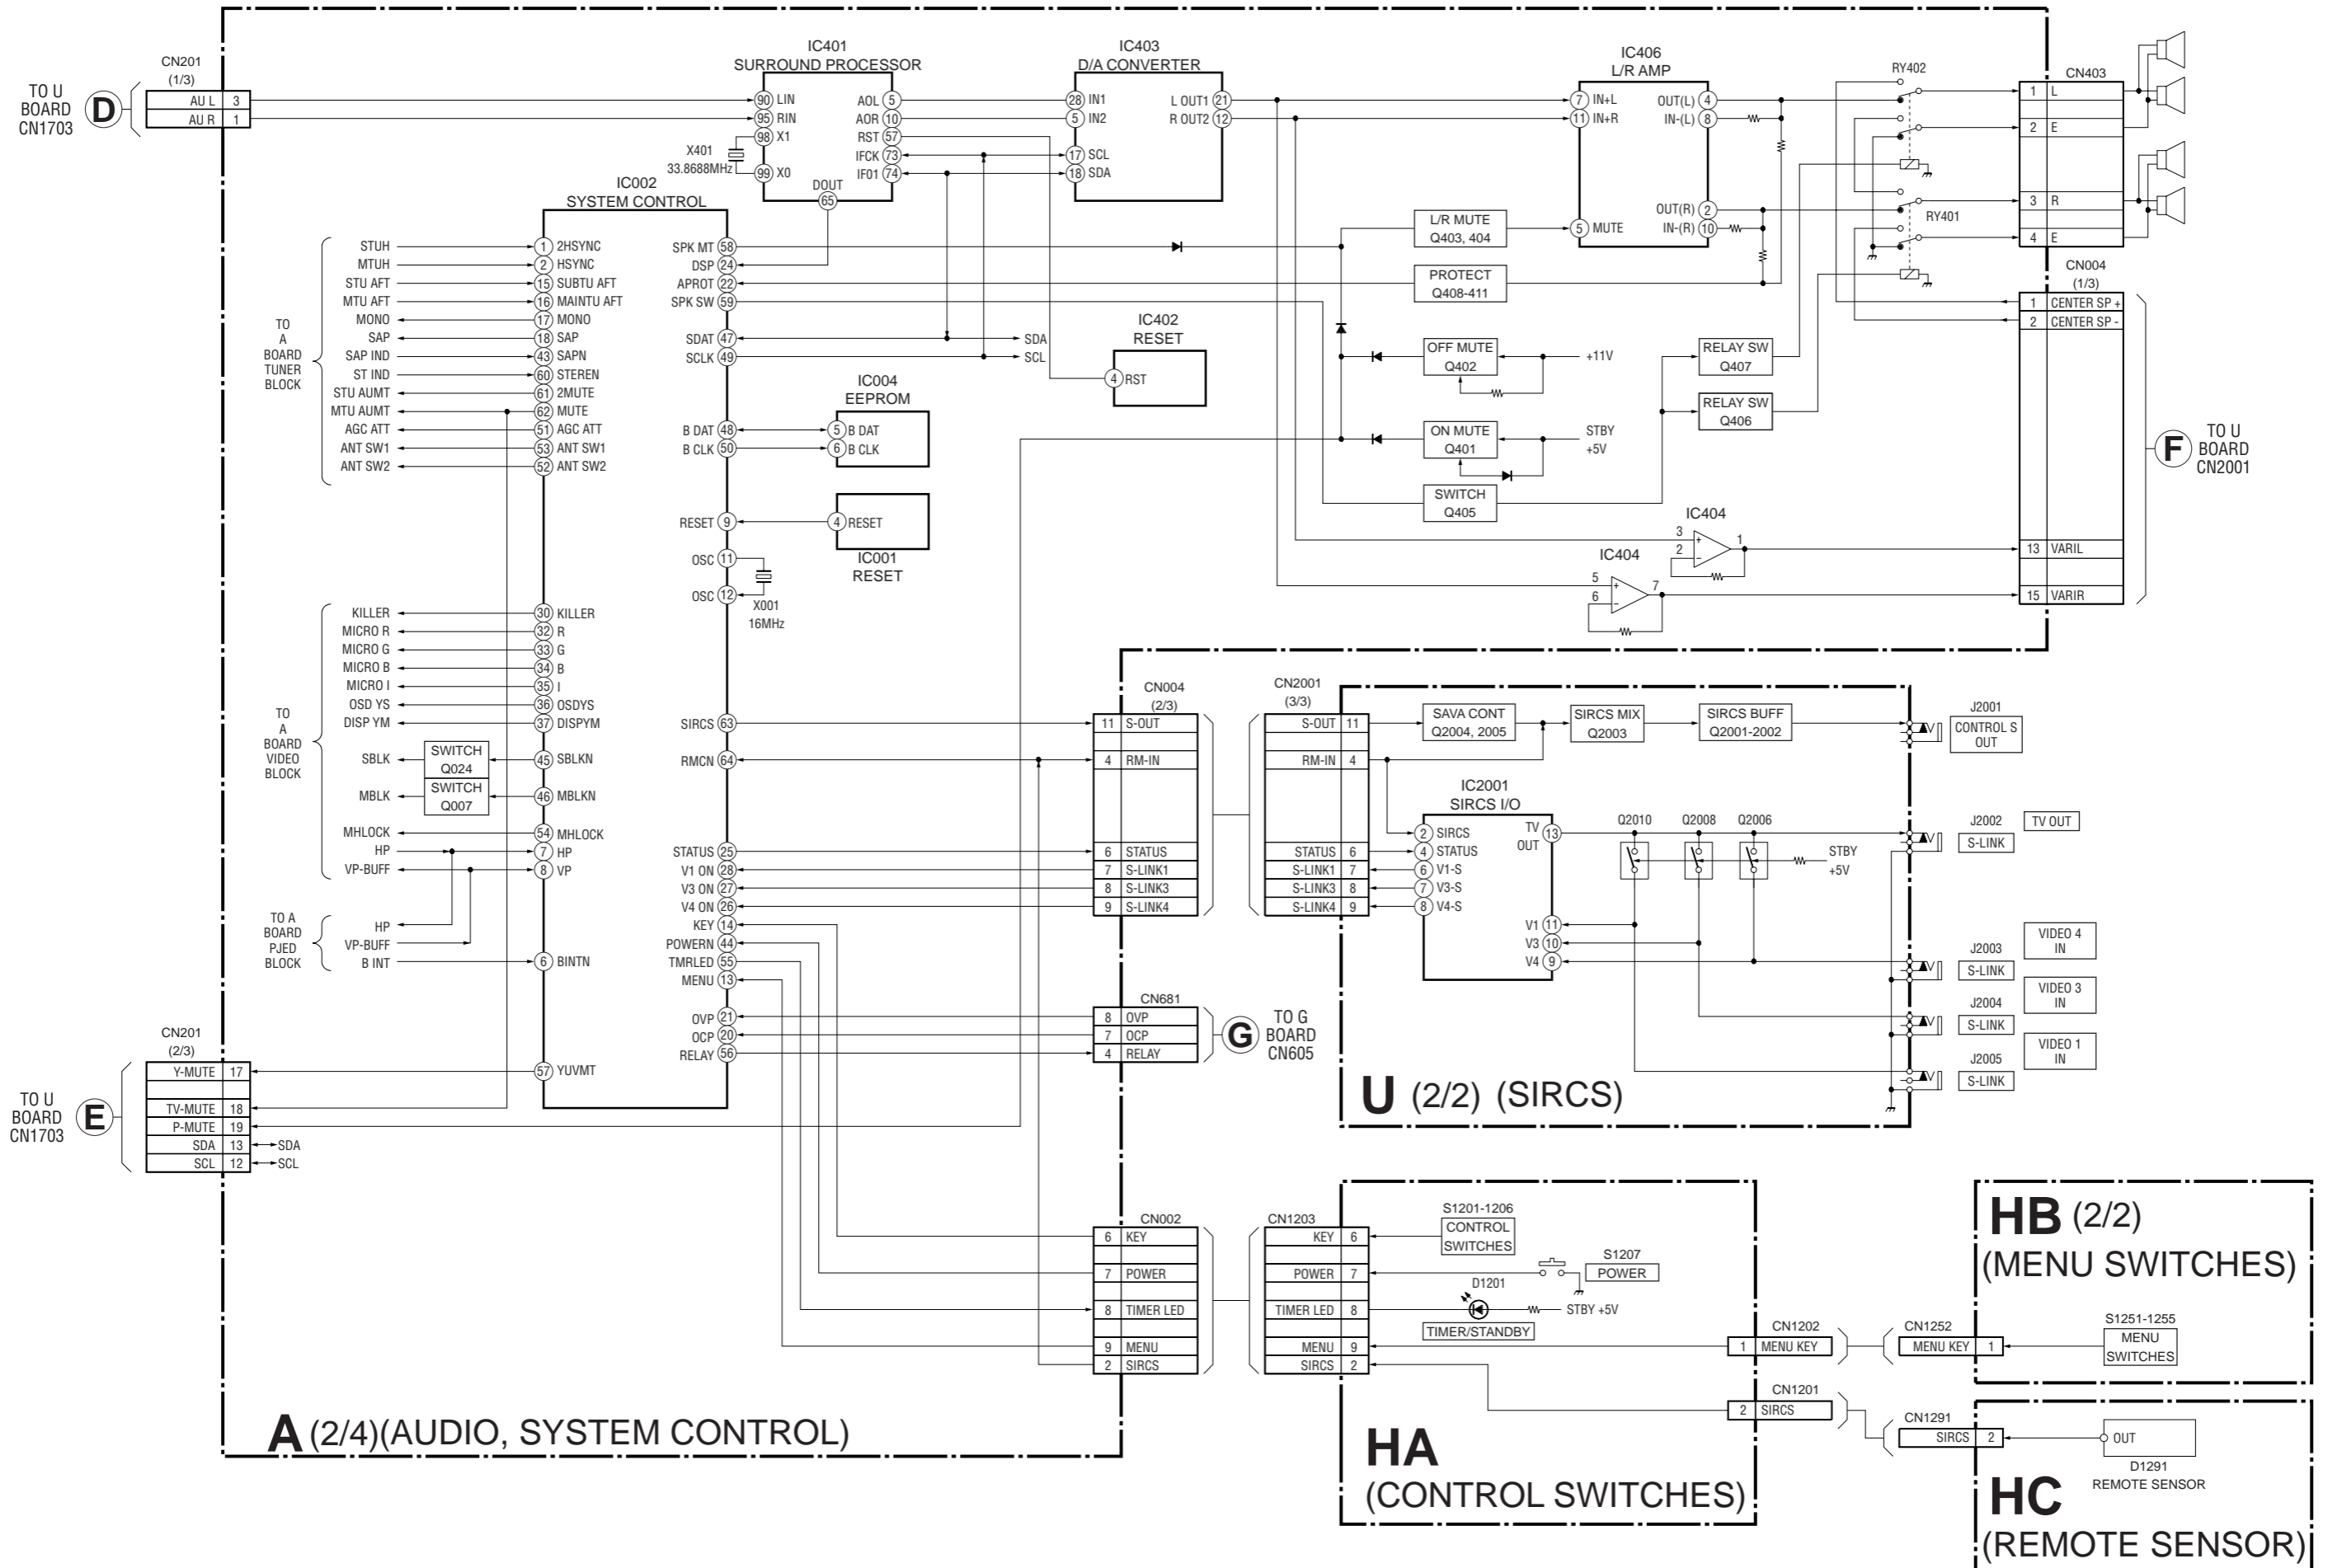 TO U
BOARD
CN1703
D
CN201
(1/3)
AU L 3
AU R 1
IC401
SURROUND PROCESSOR
90 LIN
95 RIN
98 X1
99 X0
AOL 5
AOR 10
RST 57
IFCK 73
IF01 74
DOUT
65
X401
33.8688MHz
IC403
D/A CONVERTER
28 IN1
5 IN2
17 SCL
18 SDA
L OUT1 21
R OUT2 12
IC406
L/R AMP
7 IN+L
11 IN+R
5 MUTE
OUT(L) 4
IN-(L) 8
OUT(R) 2
IN-(R) 10
RY402
RY401
CN403
1 L
2 E
3 R
4 E
CN004
(1/3)
1 CENTER SP +
2 CENTER SP -
13 VARIL
15 VARIR
F
TO U
BOARD
CN2001
L/R MUTE
Q403, 404
PROTECT
Q408-411
OFF MUTE
Q402
+11V
ON MUTE
Q401
STBY
+5V
SWITCH
Q405
RELAY SW
Q407
RELAY SW
Q406
IC404
3
+
2
−
1
IC404
5
+
6
−
7
IC402
RESET
4 RST
IC002
SYSTEM CONTROL
TO
A
BOARD
TUNER
BLOCK
STUH 1 2HSYNC
MTUH 2 HSYNC
STU AFT 15 SUBTU AFT
MTU AFT 16 MAINTU AFT
MONO 17 MONO
SAP 18 SAP
SAP IND 43 SAPN
ST IND 60 STEREN
STU AUMT 61 2MUTE
MTU AUMT 62 MUTE
AGC ATT 51 AGC ATT
ANT SW1 53 ANT SW1
ANT SW2 52 ANT SW2
TO
A
BOARD
VIDEO
BLOCK
KILLER 30 KILLER
MICRO R 32 R
MICRO G 33 G
MICRO B 34 B
MICRO I 35 I
OSD YS 36 OSDYS
DISP YM 37 DISPYM
SBLK
SWITCH
Q024
45 SBLKN
MBLK
SWITCH
Q007
46 MBLKN
MHLOCK 54 MHLOCK
HP 7 HP
VP-BUFF 8 VP
TO A
BOARD
PJED
BLOCK
HP
VP-BUFF
B INT 6 BINTN
57 YUVMT
SPK MT 58
DSP 24
APROT 22
SPK SW 59
SDAT 47
SCLK 49
SDA
SCL
B DAT 48
B CLK 50
IC004
EEPROM
5 B DAT
6 B CLK
RESET 9
4 RESET
IC001
RESET
OSC 11
OSC 12
X001
16MHz
SIRCS 63
RMCN 64
STATUS 25
V1 ON 28
V3 ON 27
V4 ON 26
KEY 14
POWERN 44
TMRLED 55
MENU 13
OVP 21
OCP 20
RELAY 56
CN201
(2/3)
TO U
BOARD
CN1703
E
Y-MUTE 17
TV-MUTE 18
P-MUTE 19
SDA 13 SDA
SCL 12 SCL
CN004
(2/3)
11 S-OUT
4 RM-IN
6 STATUS
7 S-LINK1
8 S-LINK3
9 S-LINK4
CN2001
(3/3)
S-OUT 11
RM-IN 4
STATUS 6
S-LINK1 7
S-LINK3 8
S-LINK4 9
SAVA CONT
Q2004, 2005
SIRCS MIX
Q2003
SIRCS BUFF
Q2001-2002
IC2001
SIRCS I/O
2 SIRCS
4 STATUS
6 V1-S
7 V3-S
8 V4-S
TV
OUT
13
V1 11
V3 10
V4 9
Q2010
Q2008
Q2006
STBY
+5V
J2001
CONTROL S
OUT
J2002
TV OUT
S-LINK
J2003
VIDEO 4
IN
S-LINK
J2004
VIDEO 3
IN
S-LINK
J2005
VIDEO 1
IN
S-LINK
U (2/2) (SIRCS)
CN681
8 OVP
7 OCP
4 RELAY
G
TO G
BOARD
CN605
CN002
6 KEY
7 POWER
8 TIMER LED
9 MENU
2 SIRCS
CN1203
KEY 6
POWER 7
TIMER LED 8
MENU 9
SIRCS 2
S1201-1206
CONTROL
SWITCHES
S1207
POWER
D1201
STBY +5V
TIMER/STANDBY
CN1202
1 MENU KEY
CN1252
MENU KEY 1
S1251-1255
MENU
SWITCHES
HB (2/2)
(MENU SWITCHES)
CN1201
2 SIRCS
CN1291
SIRCS 2
OUT
D1291
REMOTE SENSOR
A (2/4)(AUDIO, SYSTEM CONTROL)
HA
(CONTROL SWITCHES)
HC
(REMOTE SENSOR)